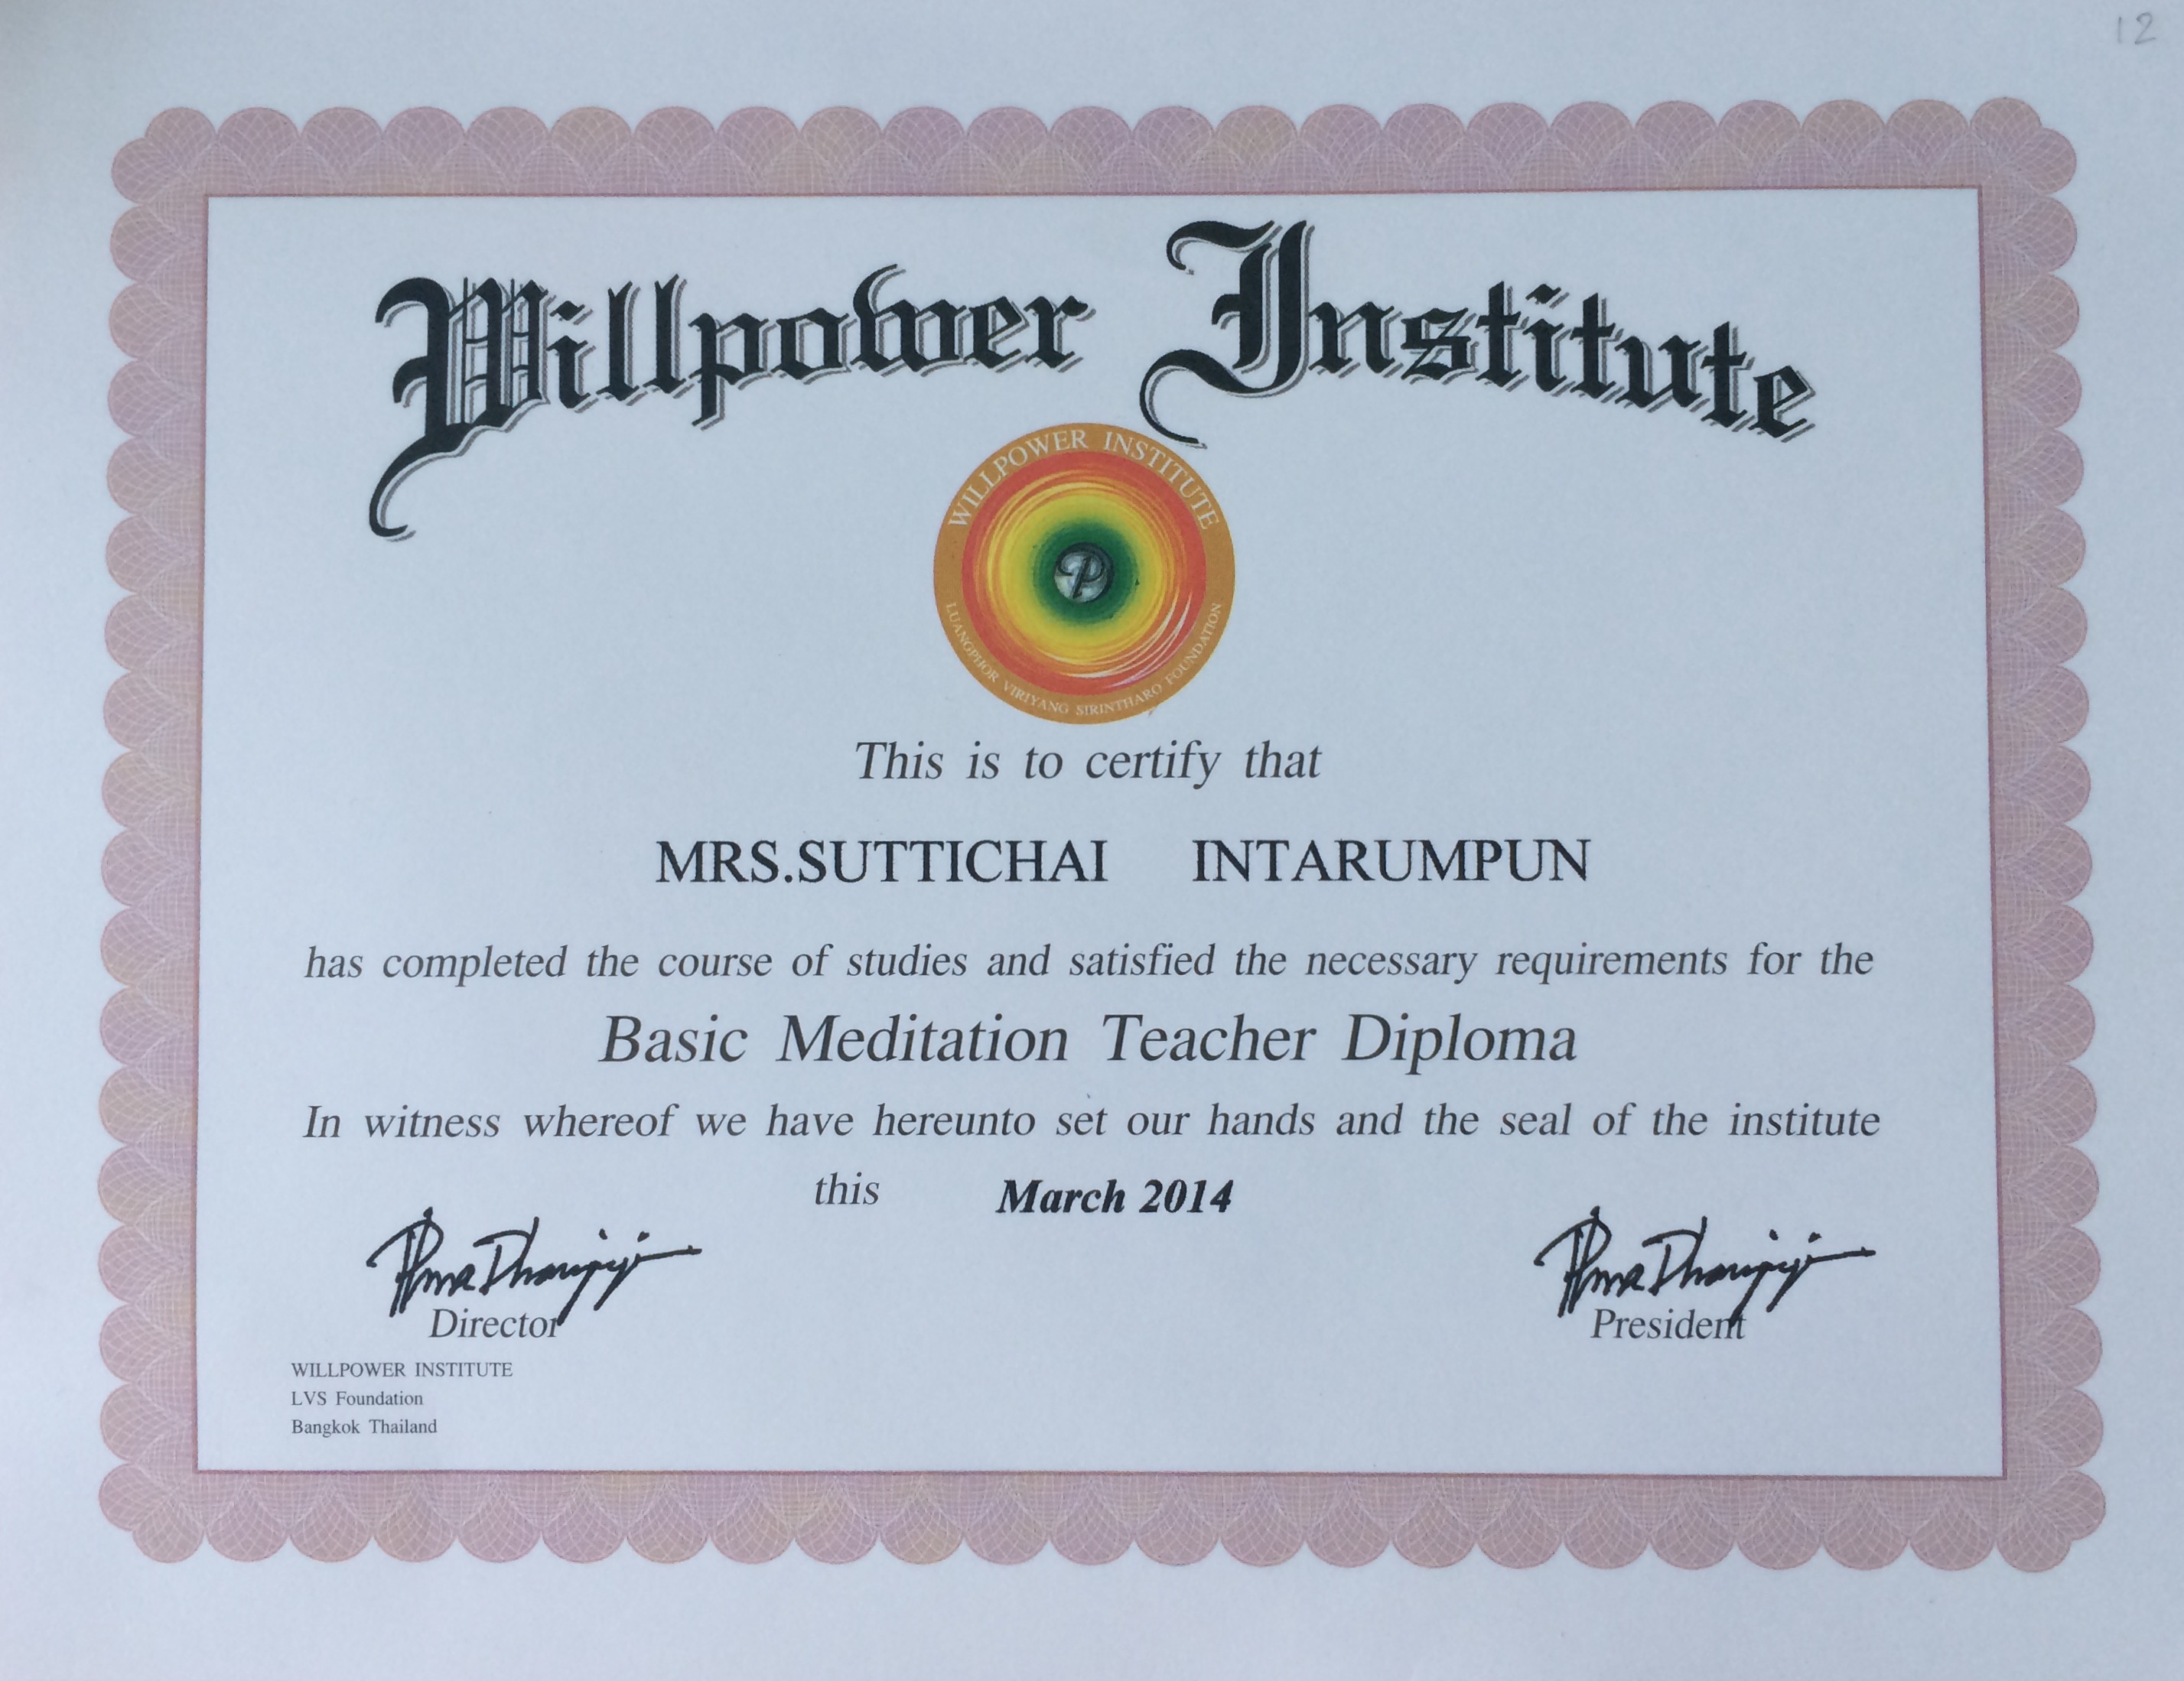 12
Willpower Institute
WILLPOWER INSTITUTE
P
LUANGPHOR VIRIYANG SIRINTHARO FOUNDATION
This is to certify that
MRS.SUTTICHAI INTARUMPUN
has completed the course of studies and satisfied the necessary requirements for the
Basic Meditation Teacher Diploma
In witness whereof we have hereunto set our hands and the seal of the institute
this March 2014
Director President
WILLPOWER INSTITUTE
LVS Foundation
Bangkok Thailand